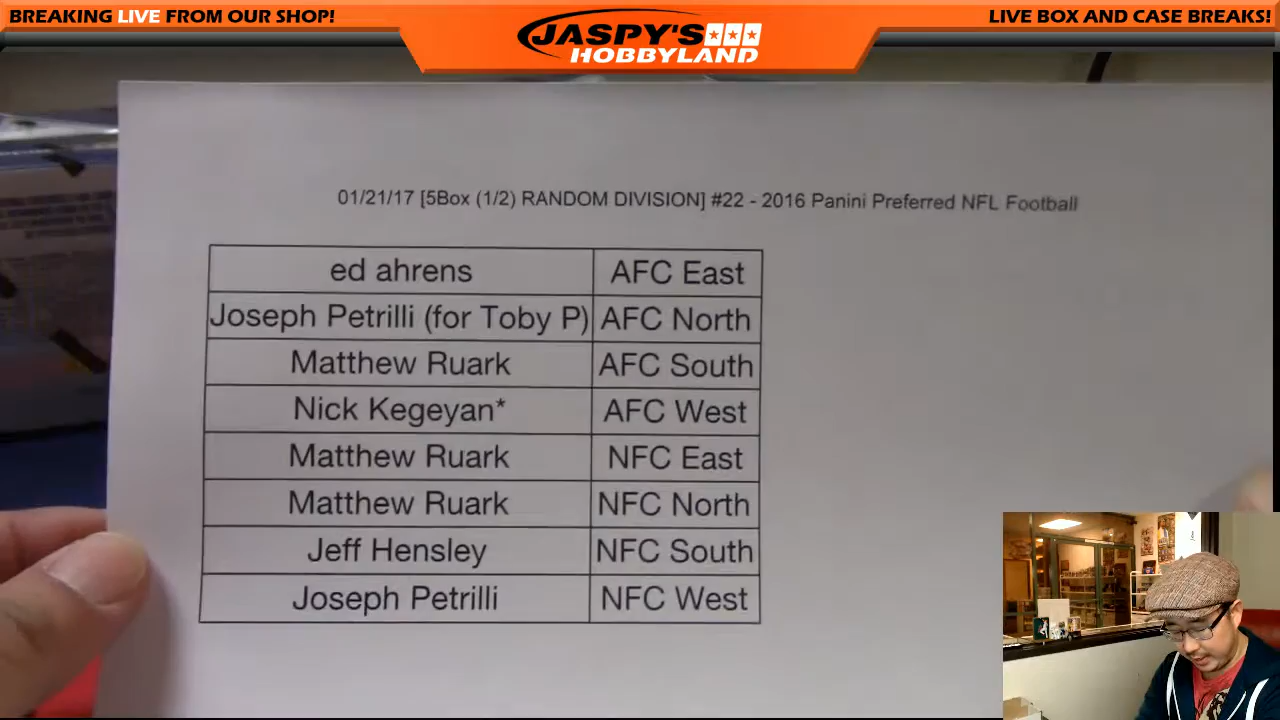 BREAKING LIVE FROM OUR SHOP!
JASPY'S
HOBBYLAND
LIVE BOX AND CASE BREAKS!
01/21/17 [5Box (1/2) RANDOM DIVISION] #22 - 2016 Panini Preferred NFL Football
ed ahrens AFC East
Joseph Petrilli (for Toby P) AFC North
Matthew Ruark AFC South
Nick Kegeyan* AFC West
Matthew Ruark NFC East
Matthew Ruark NFC North
Jeff Hensley NFC South
Joseph Petrilli NFC West